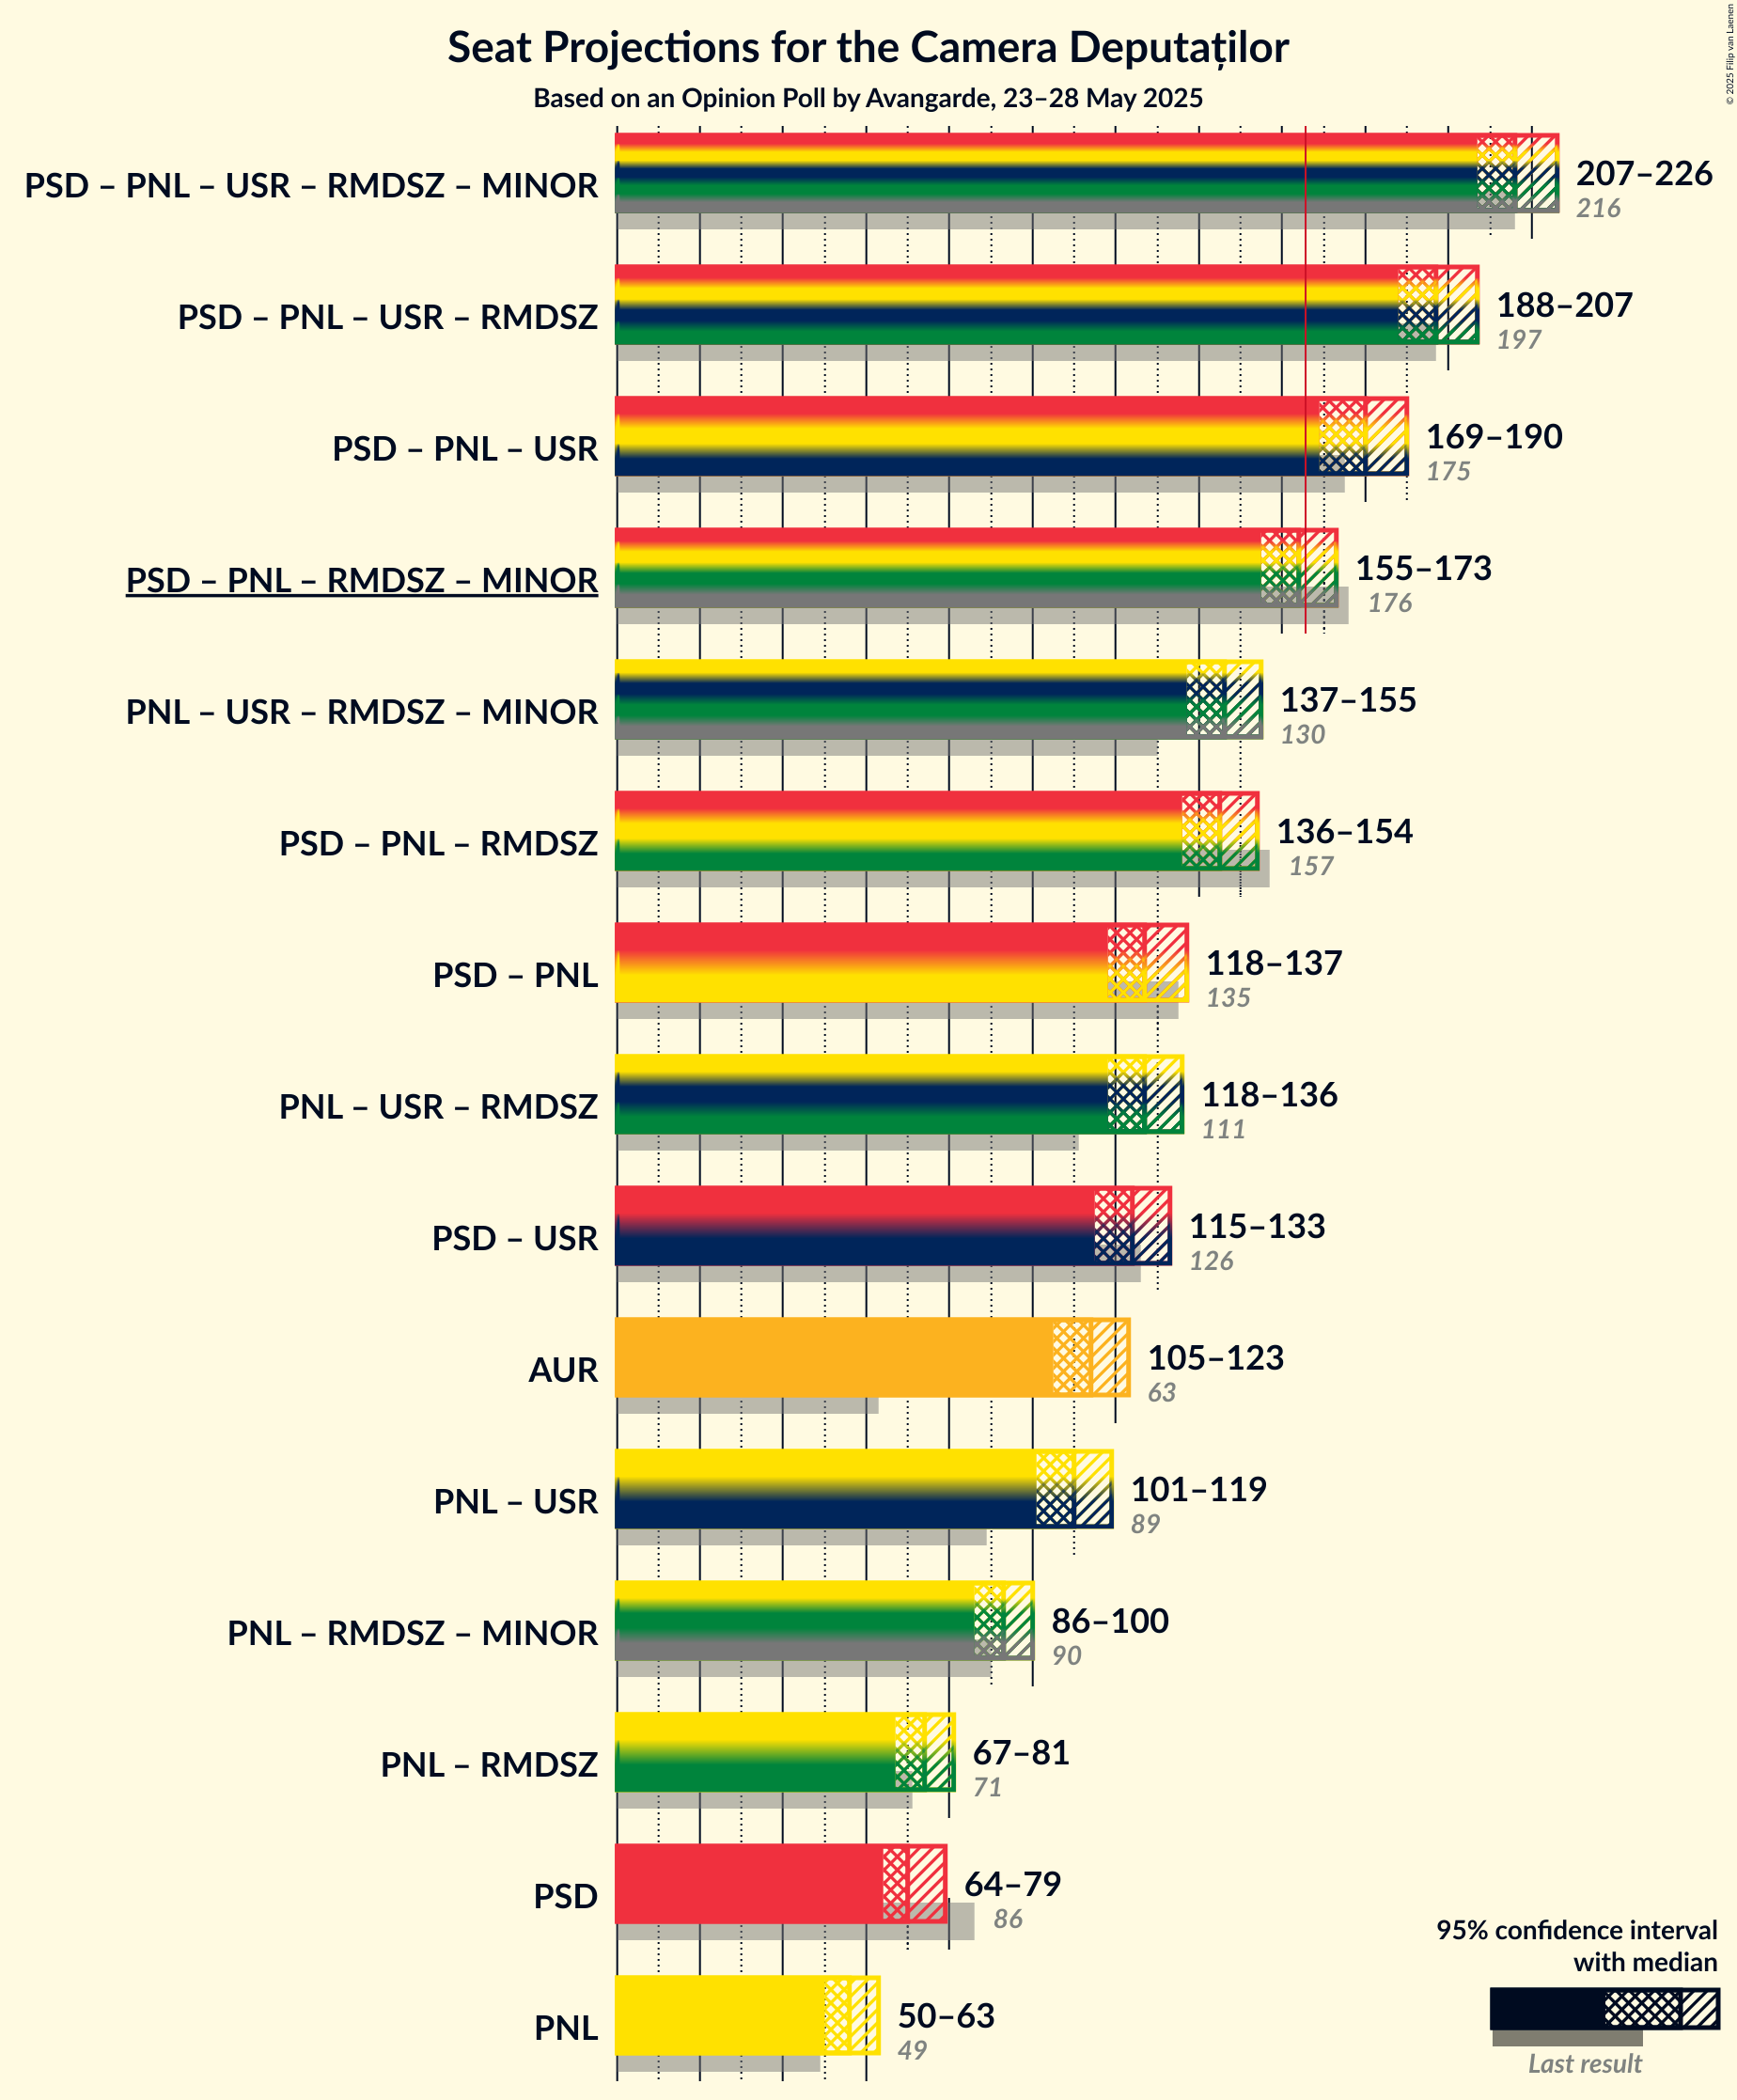 Seat Projections for the Camera Deputaților
Based on an Opinion Poll by Avangarde, 23–28 May 2025
© 2025 Filip van Laenen
PSD – PNL – USR – RMDSZ – MINOR
207–226
216
PSD – PNL – USR – RMDSZ
188–207
197
PSD – PNL – USR
169–190
175
PSD – PNL – RMDSZ – MINOR
155–173
176
PNL – USR – RMDSZ – MINOR
137–155
130
PSD – PNL – RMDSZ
136–154
157
PSD – PNL
118–137
135
PNL – USR – RMDSZ
118–136
111
PSD – USR
115–133
126
AUR
105–123
63
PNL – USR
101–119
89
PNL – RMDSZ – MINOR
86–100
90
PNL – RMDSZ
67–81
71
PSD
64–79
86
PNL
50–63
49
95% confidence interval
with median
Last result